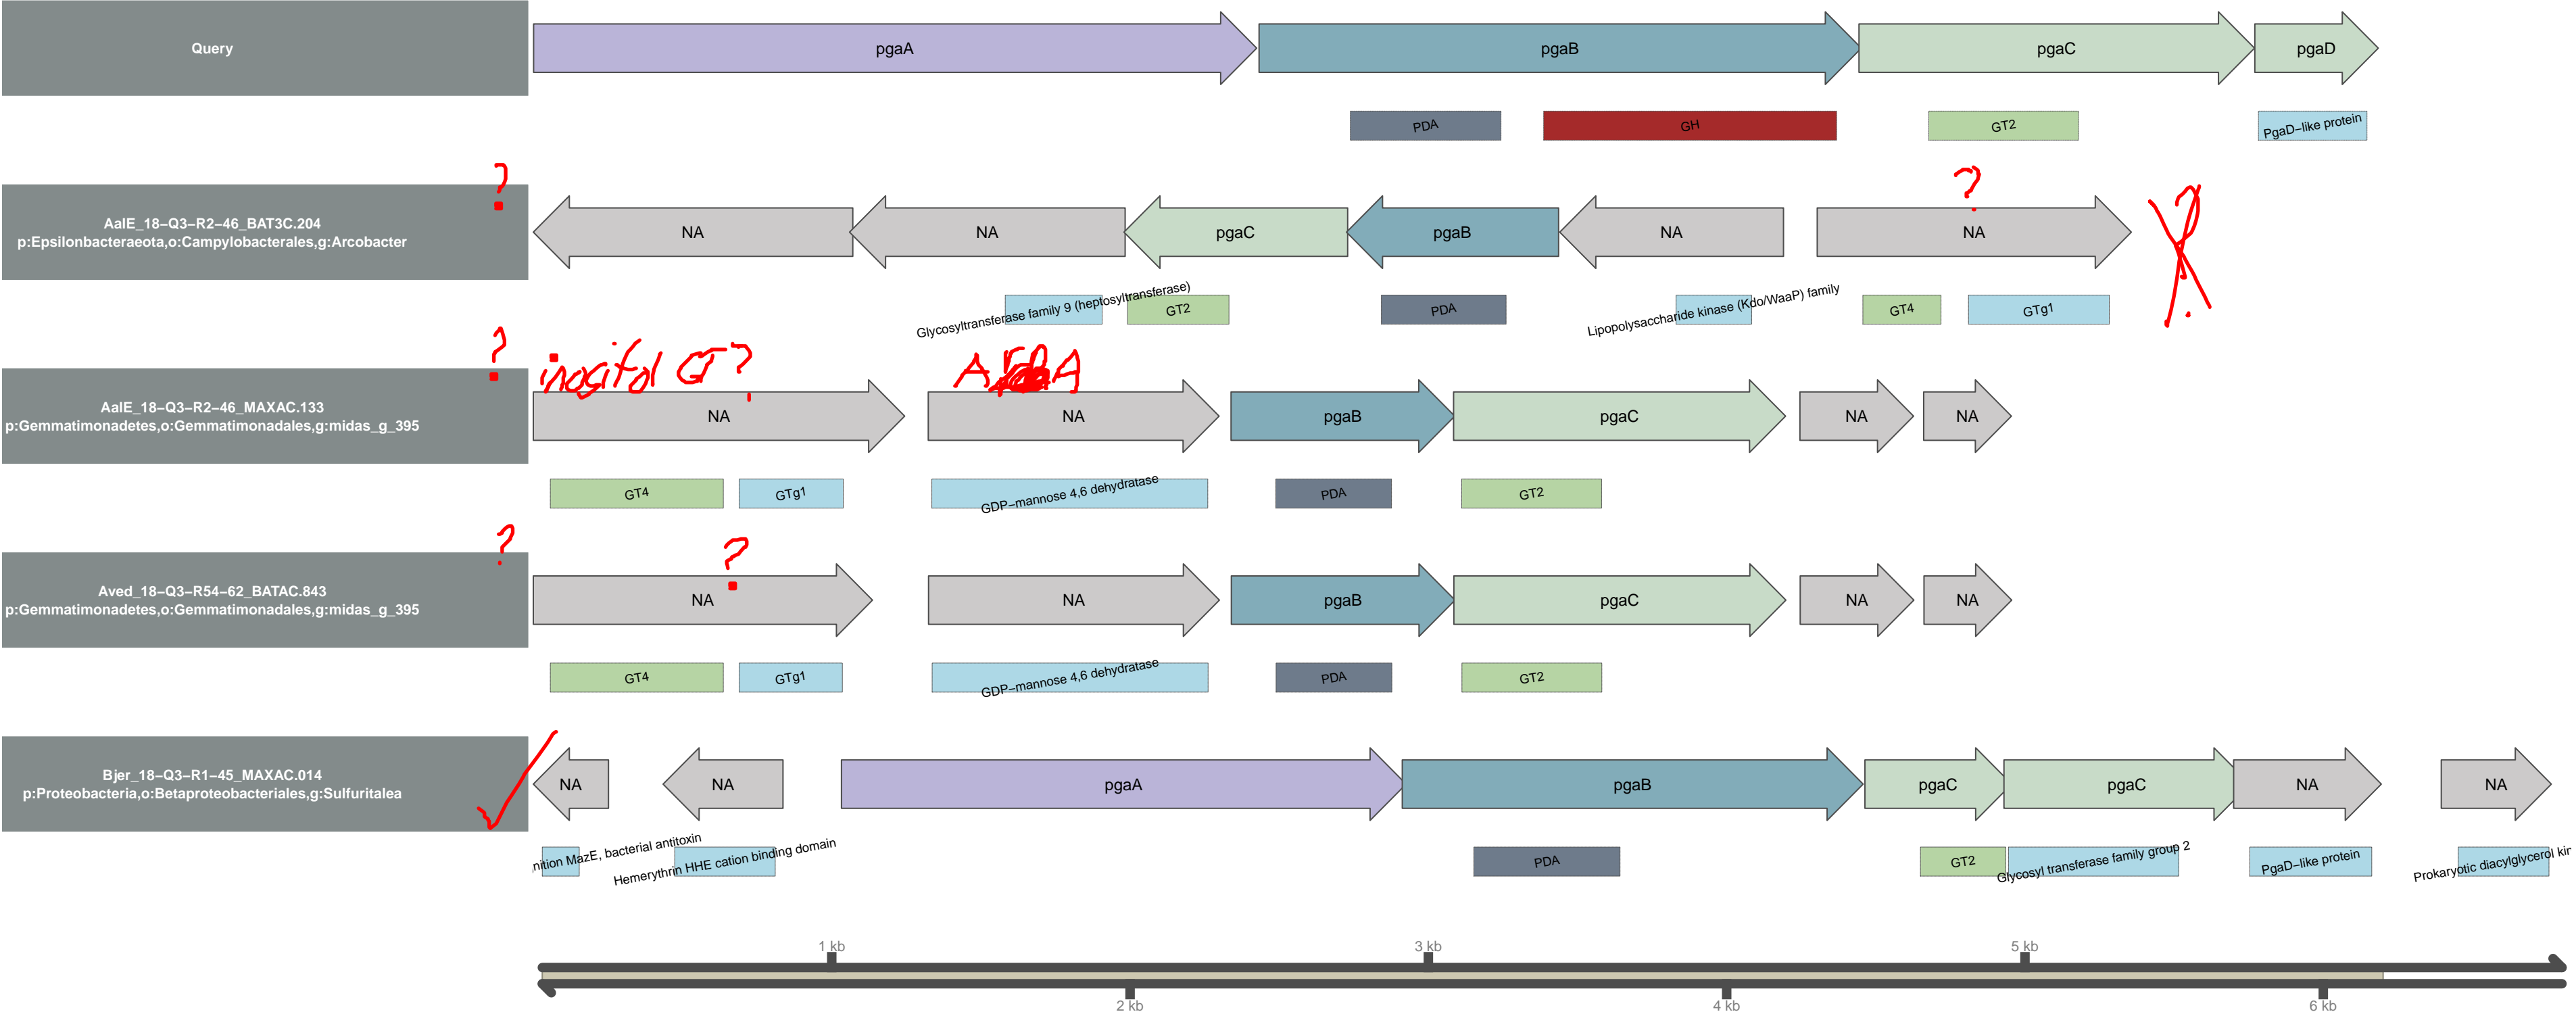 Query
pgaA
pgaB
pgaC
pgaD
PDA
GH
GT2
PgaD−like protein
?
?
?
AalE_18−Q3−R2−46_BAT3C.204
p:Epsilonbacteraeota,o:Campylobacterales,g:Arcobacter
NA
NA
pgaC
pgaB
NA
NA
Glycosyltransferase family 9 (heptosyltransferase)
GT2
PDA
Lipopolysaccharide kinase (Kdo/WaaP) family
GT4
GTg1
?
inositol GT?
AalE_18−Q3−R2−46_MAXAC.133
p:Gemmatimonadetes,o:Gemmatimonadales,g:midas_g_395
NA
NA
pgaB
pgaC
NA
NA
GT4
GTg1
GDP−mannose 4,6 dehydratase
PDA
GT2
?
?
Aved_18−Q3−R54−62_BATAC.843
p:Gemmatimonadetes,o:Gemmatimonadales,g:midas_g_395
NA
NA
pgaB
pgaC
NA
NA
GT4
GTg1
GDP−mannose 4,6 dehydratase
PDA
GT2
Bjer_18−Q3−R1−45_MAXAC.014
p:Proteobacteria,o:Betaproteobacteriales,g:Sulfuritalea
NA
NA
pgaA
pgaB
pgaC
pgaC
NA
NA
nition MazE, bacterial antitoxin
Hemerythrin HHE cation binding domain
PDA
GT2
Glycosyl transferase family group 2
PgaD−like protein
Prokaryotic diacylglycerol kin
1 kb
3 kb
5 kb
2 kb
4 kb
6 kb